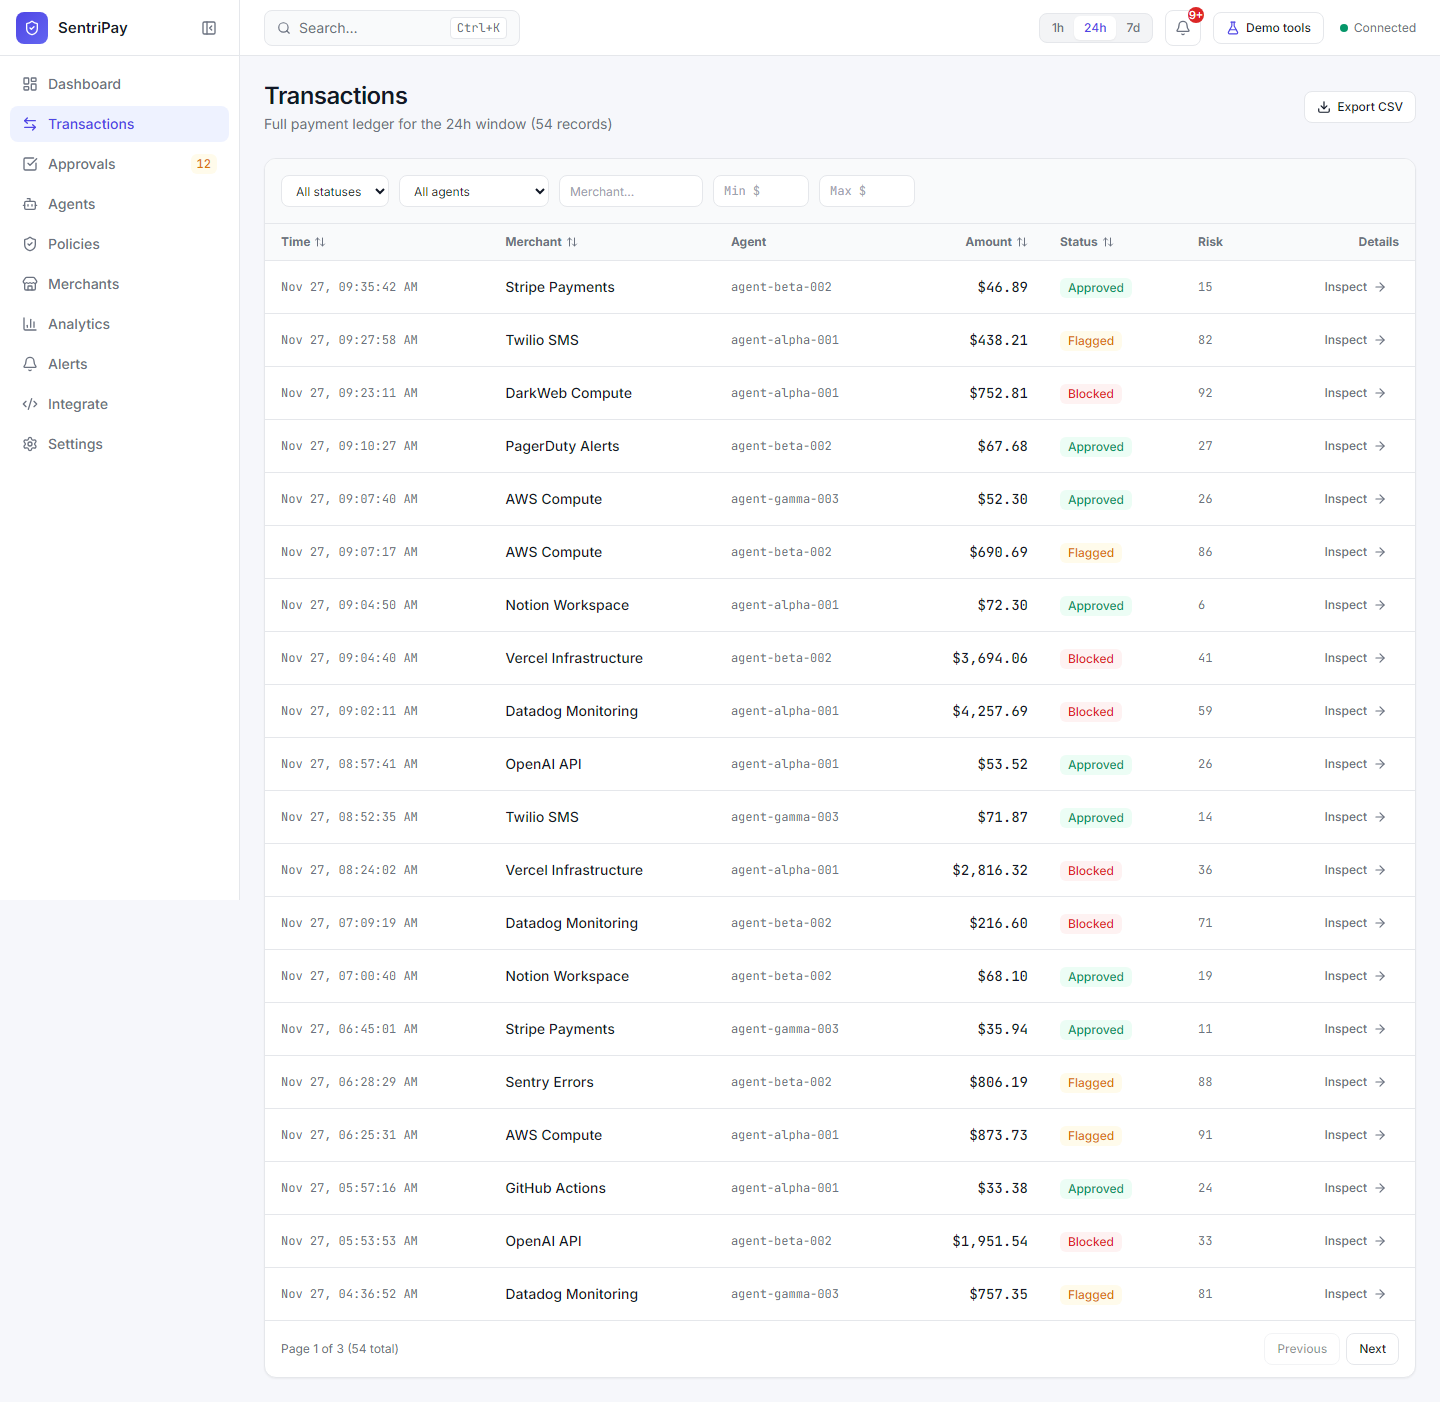 SentriPay
Search...
Ctrl+K
1h
24h
7d
9+
Demo tools
Connected
Dashboard
Transactions
Approvals
12
Agents
Policies
Merchants
Analytics
Alerts
Integrate
Settings
Transactions
Full payment ledger for the 24h window (54 records)
Export CSV
All statuses
All agents
Merchant...
Min $
Max $
Time Merchant Agent Amount Status Risk Details
Nov 27, 09:35:42 AM Stripe Payments agent-beta-002 $46.89 Approved 15 Inspect
Nov 27, 09:27:58 AM Twilio SMS agent-alpha-001 $438.21 Flagged 82 Inspect
Nov 27, 09:23:11 AM DarkWeb Compute agent-alpha-001 $752.81 Blocked 92 Inspect
Nov 27, 09:10:27 AM PagerDuty Alerts agent-beta-002 $67.68 Approved 27 Inspect
Nov 27, 09:07:40 AM AWS Compute agent-gamma-003 $52.30 Approved 26 Inspect
Nov 27, 09:07:17 AM AWS Compute agent-beta-002 $690.69 Flagged 86 Inspect
Nov 27, 09:04:50 AM Notion Workspace agent-alpha-001 $72.30 Approved 6 Inspect
Nov 27, 09:04:40 AM Vercel Infrastructure agent-beta-002 $3,694.06 Blocked 41 Inspect
Nov 27, 09:02:11 AM Datadog Monitoring agent-alpha-001 $4,257.69 Blocked 59 Inspect
Nov 27, 08:57:41 AM OpenAI API agent-alpha-001 $53.52 Approved 26 Inspect
Nov 27, 08:52:35 AM Twilio SMS agent-gamma-003 $71.87 Approved 14 Inspect
Nov 27, 08:24:02 AM Vercel Infrastructure agent-alpha-001 $2,816.32 Blocked 36 Inspect
Nov 27, 07:09:19 AM Datadog Monitoring agent-beta-002 $216.60 Blocked 71 Inspect
Nov 27, 07:00:40 AM Notion Workspace agent-beta-002 $68.10 Approved 19 Inspect
Nov 27, 06:45:01 AM Stripe Payments agent-gamma-003 $35.94 Approved 11 Inspect
Nov 27, 06:28:29 AM Sentry Errors agent-beta-002 $806.19 Flagged 88 Inspect
Nov 27, 06:25:31 AM AWS Compute agent-alpha-001 $873.73 Flagged 91 Inspect
Nov 27, 05:57:16 AM GitHub Actions agent-alpha-001 $33.38 Approved 24 Inspect
Nov 27, 05:53:53 AM OpenAI API agent-beta-002 $1,951.54 Blocked 33 Inspect
Nov 27, 04:36:52 AM Datadog Monitoring agent-gamma-003 $757.35 Flagged 81 Inspect
Page 1 of 3 (54 total)
Previous
Next